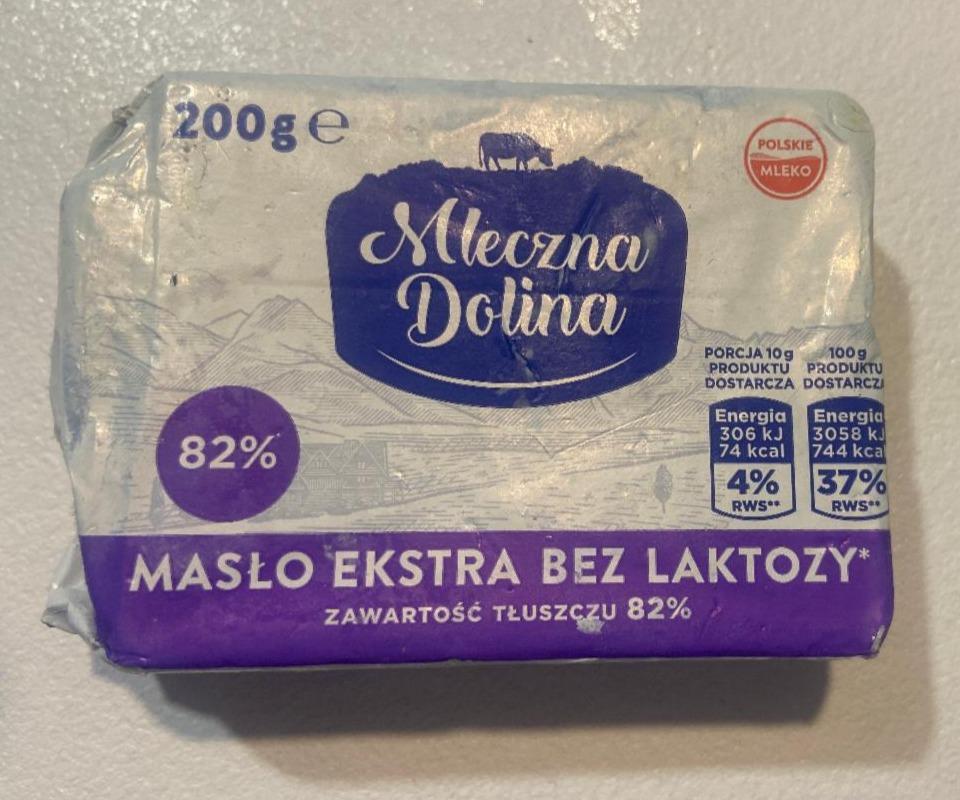 200g ℮
POLSKIE
MLEKO
Mleczna
Dolina
PORCJA 10g
PRODUKTU
DOSTARCZA
Energia
306 kJ
74 kcal
4%
RWS**
100g
PRODUKTU
DOSTARCZA
Energia
3058 kJ
744 kcal
37%
RWS**
82%
MASŁO EKSTRA BEZ LAKTOZY*
ZAWARTOŚĆ TŁUSZCZU 82%